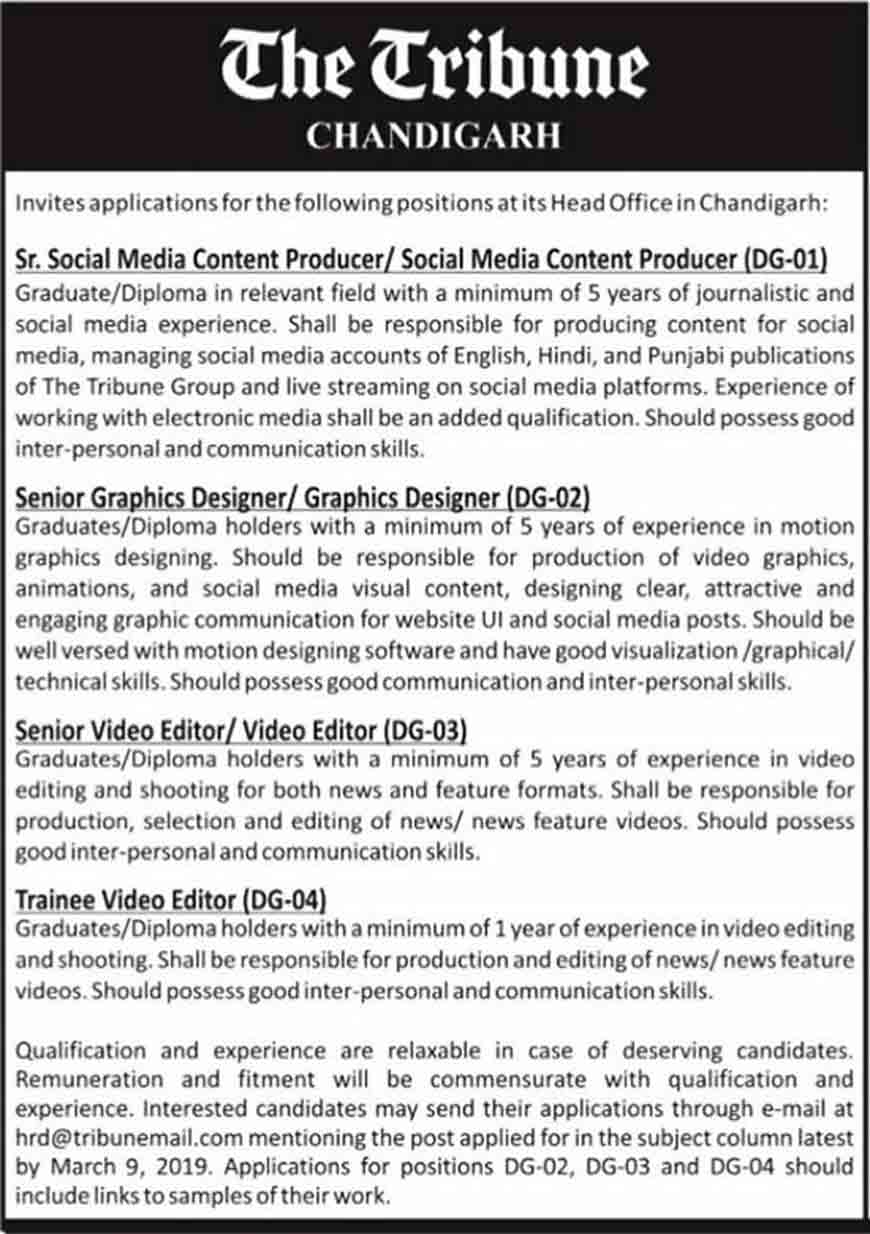 The Tribune
CHANDIGARH
Invites applications for the following positions at its Head Office in Chandigarh:
Sr. Social Media Content Producer/ Social Media Content Producer (DG-01)
Graduate/Diploma in relevant field with a minimum of 5 years of journalistic and
social media experience. Shall be responsible for producing content for social
media, managing social media accounts of English, Hindi, and Punjabi publications
of The Tribune Group and live streaming on social media platforms. Experience of
working with electronic media shall be an added qualification. Should possess good
inter-personal and communication skills.
Senior Graphics Designer/ Graphics Designer (DG-02)
Graduates/Diploma holders with a minimum of 5 years of experience in motion
graphics designing. Should be responsible for production of video graphics,
animations, and social media visual content, designing clear, attractive and
engaging graphic communication for website UI and social media posts. Should be
well versed with motion designing software and have good visualization /graphical/
technical skills. Should possess good communication and inter-personal skills.
Senior Video Editor/ Video Editor (DG-03)
Graduates/Diploma holders with a minimum of 5 years of experience in video
editing and shooting for both news and feature formats. Shall be responsible for
production, selection and editing of news/ news feature videos. Should possess
good inter-personal and communication skills.
Trainee Video Editor (DG-04)
Graduates/Diploma holders with a minimum of 1 year of experience in video editing
and shooting. Shall be responsible for production and editing of news/ news feature
videos. Should possess good inter-personal and communication skills.
Qualification and experience are relaxable in case of deserving candidates.
Remuneration and fitment will be commensurate with qualification and
experience. Interested candidates may send their applications through e-mail at
hrd@tribunemail.com mentioning the post applied for in the subject column latest
by March 9, 2019. Applications for positions DG-02, DG-03 and DG-04 should
include links to samples of their work.